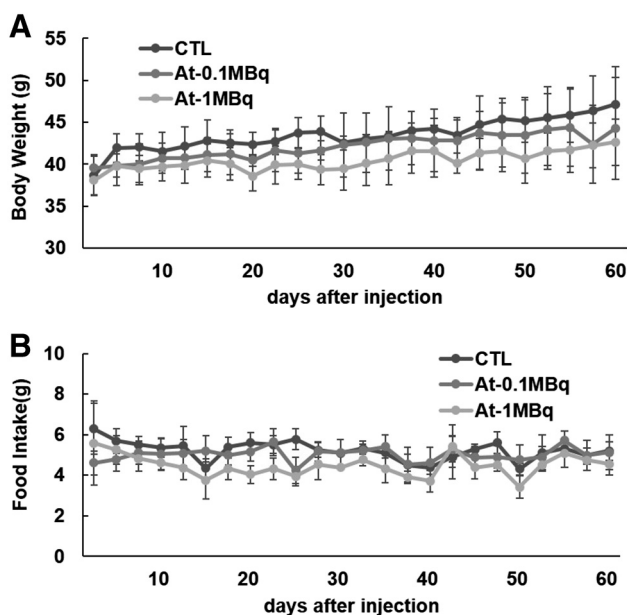 A
CTL
At-0.1MBq
At-1MBq
Body Weight (g)
55
50
45
40
35
30
10 20 30 40 50 60
days after injection
B
CTL
At-0.1MBq
At-1MBq
Food Intake(g)
10
8
6
4
2
0
10 20 30 40 50 60
days after injection